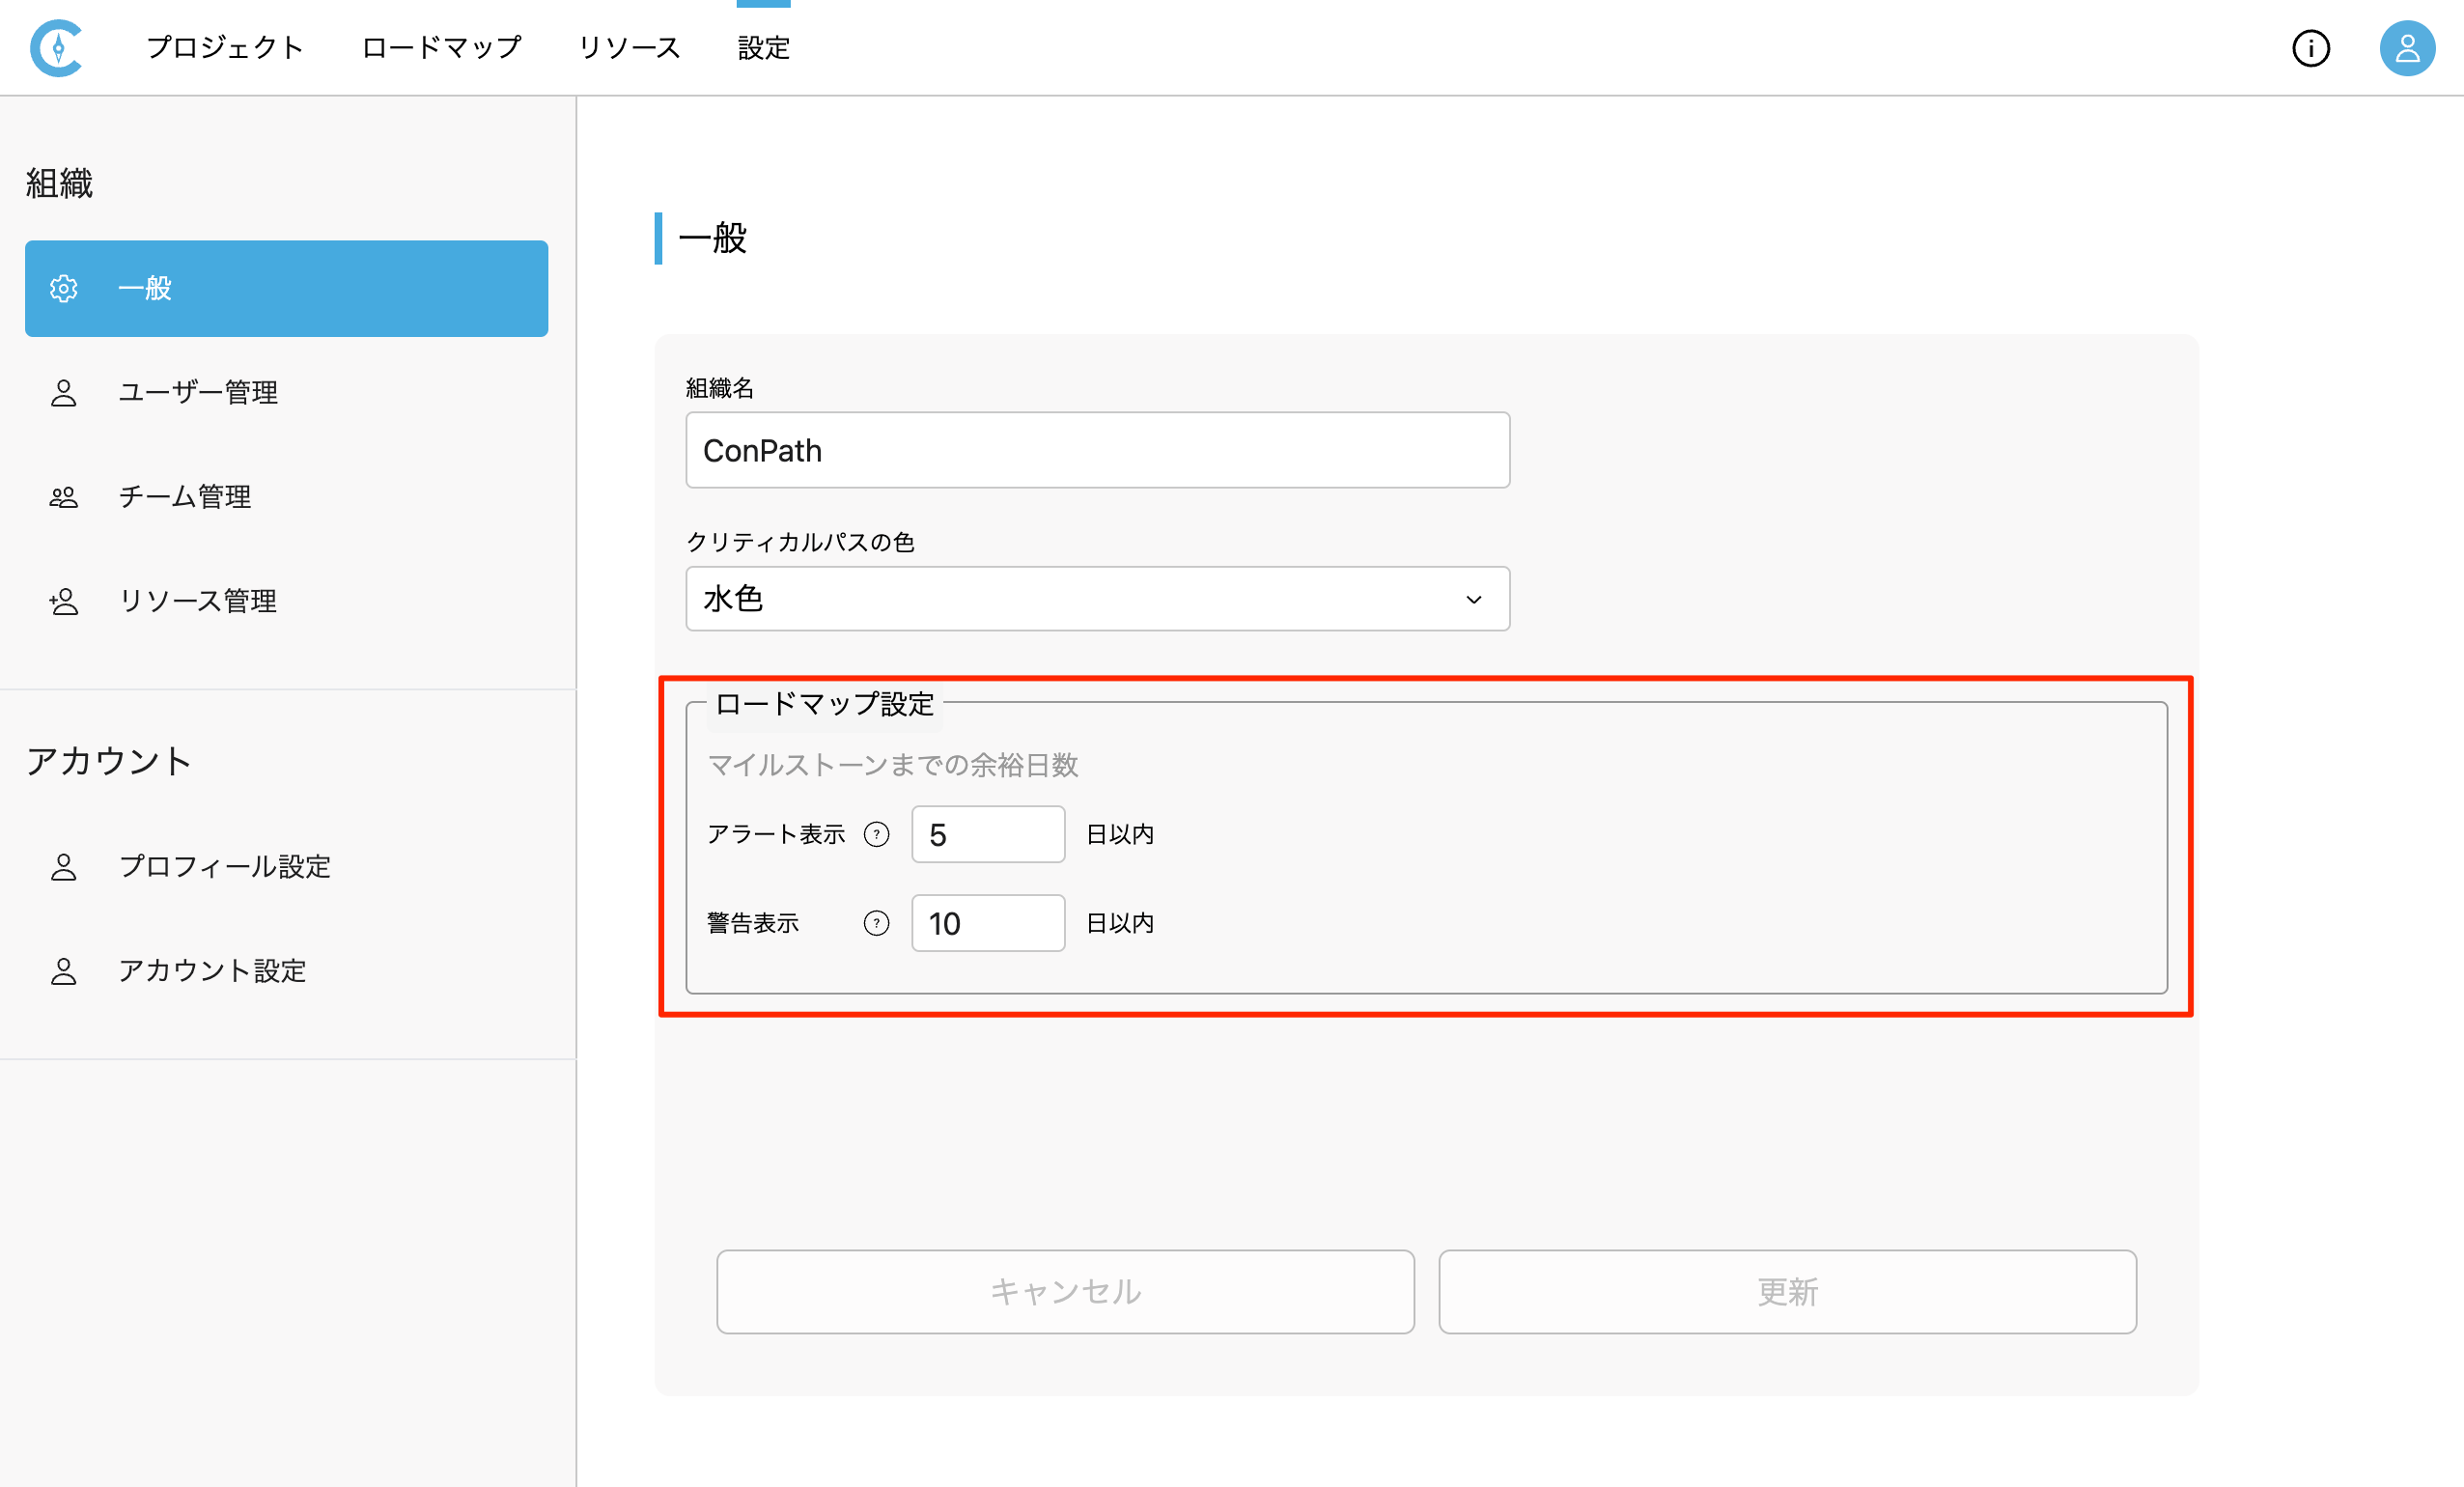 プロジェクト ロードマップ リソース 設定
組織
一般
ユーザー管理
チーム管理
リソース管理
アカウント
プロフィール設定
アカウント設定
一般
組織名
ConPath
クリティカルパスの色
水色
ロードマップ設定
マイルストーンまでの余裕日数
アラート表示 ? 5 日以内
警告表示 ? 10 日以内
キャンセル 更新